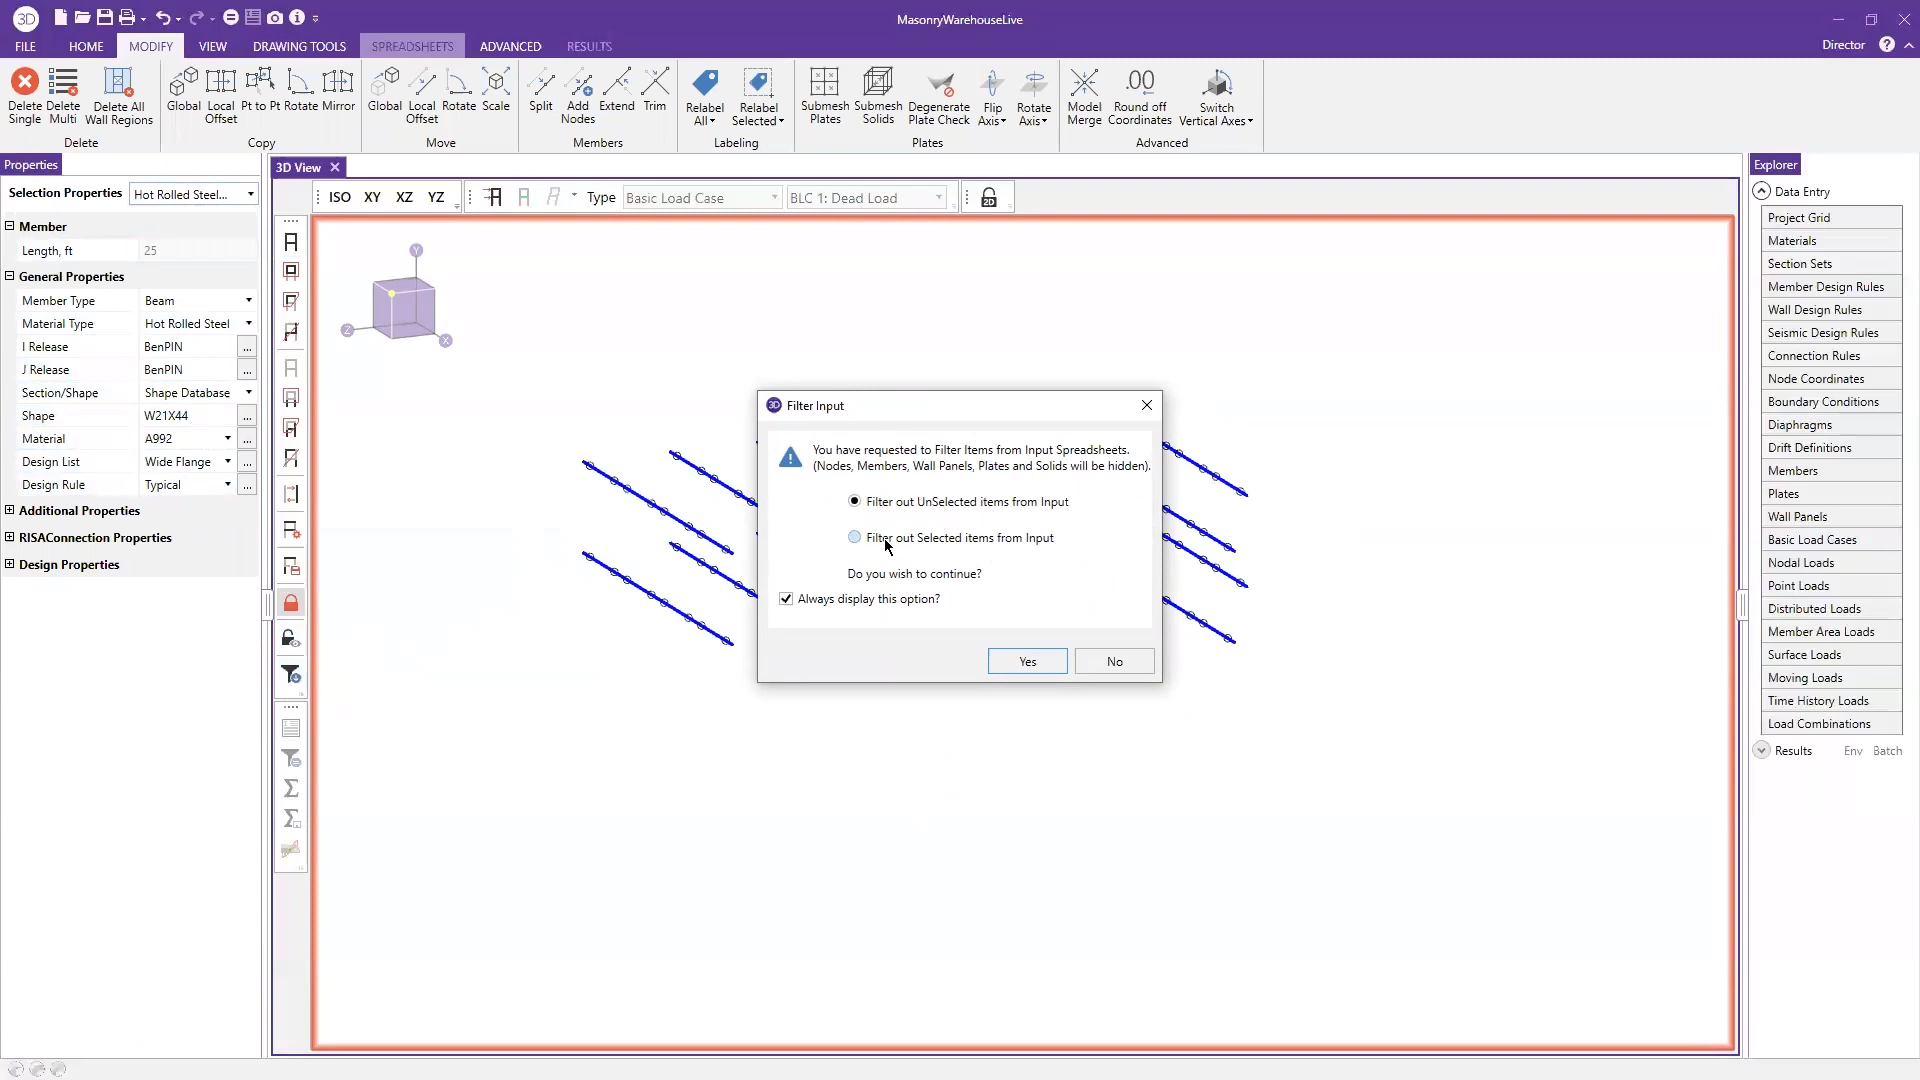 3D
MasonryWarehouseLive
FILE HOME MODIFY VIEW DRAWING TOOLS SPREADSHEETS ADVANCED RESULTS
Director ?
Delete Single
Delete Multi
Delete All Wall Regions
Global
Local Offset
Pt to Pt
Rotate
Mirror
Global
Local Offset
Rotate
Scale
Split
Add Nodes
Extend
Trim
Relabel All
Relabel Selected
Submesh Plates
Submesh Solids
Degenerate Plate Check
Flip Axis
Rotate Axis
Model Merge
.00 Round off Coordinates
Switch Vertical Axes
Delete Copy Move Members Labeling Plates Advanced
Properties
Selection Properties Hot Rolled Steel...
Member
Length, ft 25
General Properties
Member Type Beam
Material Type Hot Rolled Steel
I Release BenPIN ...
J Release BenPIN ...
Section/Shape Shape Database
Shape W21X44 ...
Material A992 ...
Design List Wide Flange ...
Design Rule Typical ...
Additional Properties
RISAConnection Properties
Design Properties
3D View
ISO XY XZ YZ Type Basic Load Case BLC 1: Dead Load 2D
Y
Z
X
3D Filter Input
You have requested to Filter Items from Input Spreadsheets.
(Nodes, Members, Wall Panels, Plates and Solids will be hidden).
Filter out UnSelected items from Input
Filter out Selected items from Input
Do you wish to continue?
Always display this option?
Yes No
Explorer
Data Entry
Project Grid
Materials
Section Sets
Member Design Rules
Wall Design Rules
Seismic Design Rules
Connection Rules
Node Coordinates
Boundary Conditions
Diaphragms
Drift Definitions
Members
Plates
Wall Panels
Basic Load Cases
Nodal Loads
Point Loads
Distributed Loads
Member Area Loads
Surface Loads
Moving Loads
Time History Loads
Load Combinations
Results Env Batch